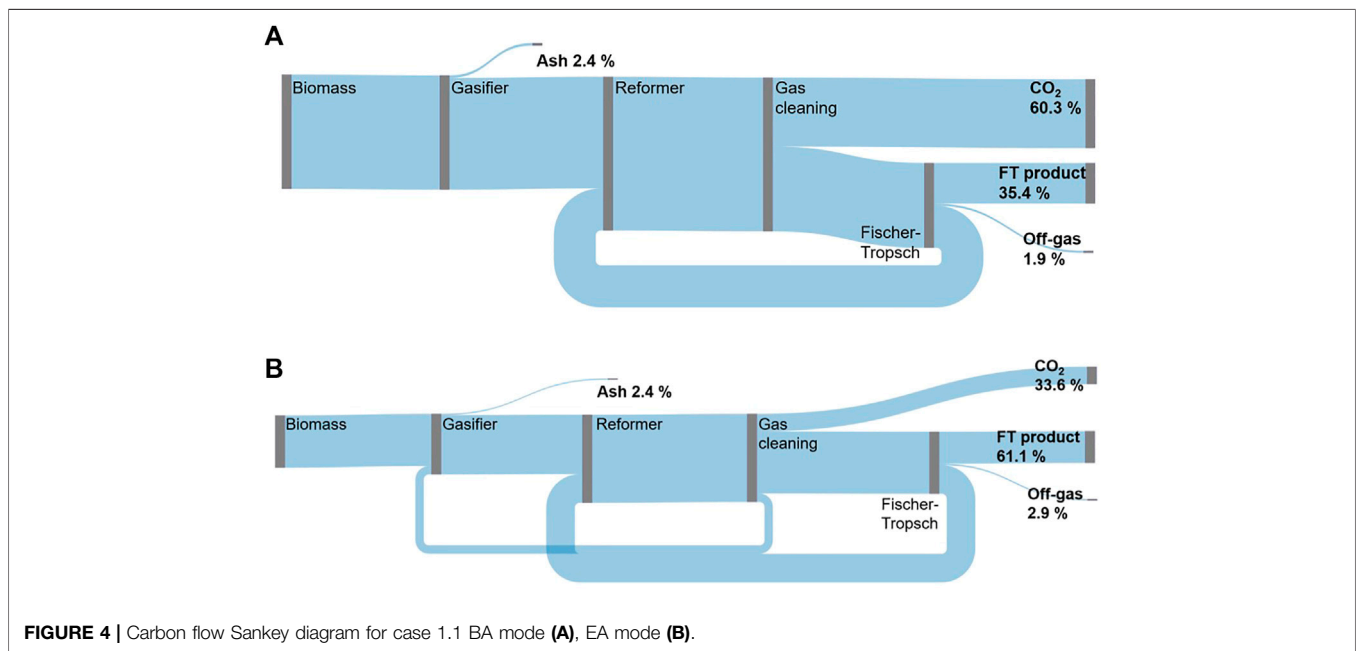 A
Ash 2.4 %
Biomass
Gasifier
Reformer
Gas
cleaning
CO₂
60.3 %
FT product
35.4 %
Fischer-
Tropsch
Off-gas
1.9 %
B
Ash 2.4 %
CO₂
33.6 %
Biomass
Gasifier
Reformer
Gas
cleaning
FT product
61.1 %
Fischer-
Tropsch
Off-gas
2.9 %
FIGURE 4 | Carbon flow Sankey diagram for case 1.1 BA mode (A), EA mode (B).